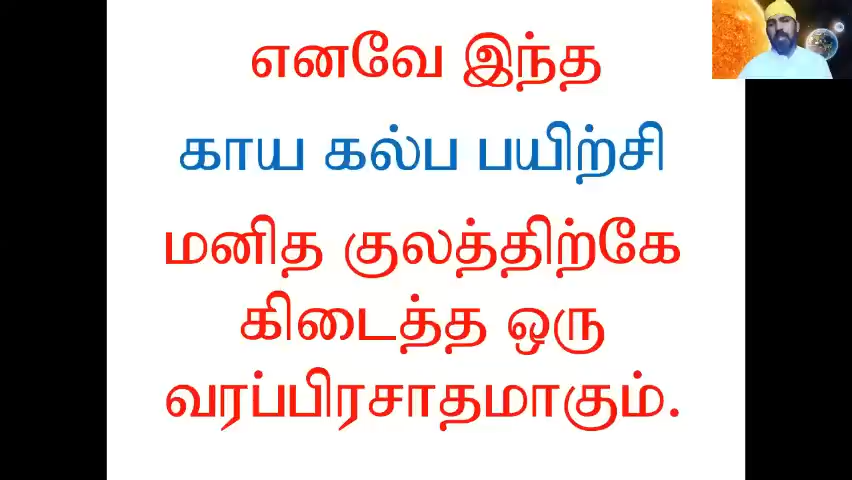 எனவே இந்த
காய கல்ப பயிற்சி
மனித குலத்திற்கே
கிடைத்த ஒரு
வரப்பிரசாதமாகும்.